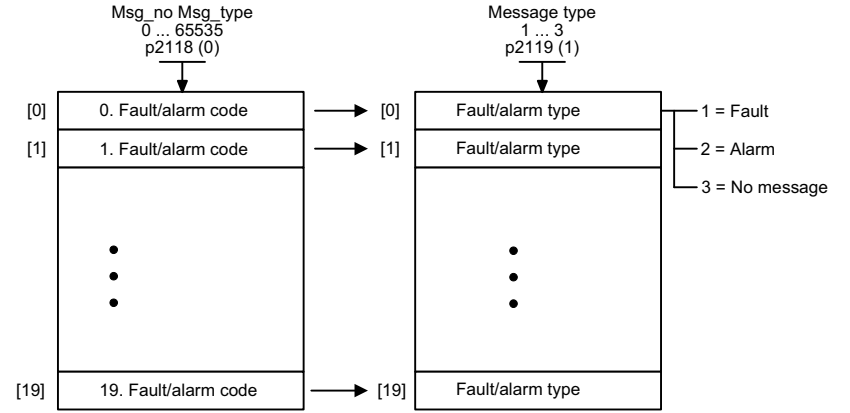 Msg_no Msg_type
0 ... 65535
p2118 (0)
Message type
1 ... 3
p2119 (1)
[0] 0. Fault/alarm code [0] Fault/alarm type 1 = Fault
[1] 1. Fault/alarm code [1] Fault/alarm type 2 = Alarm
3 = No message
[19] 19. Fault/alarm code [19] Fault/alarm type